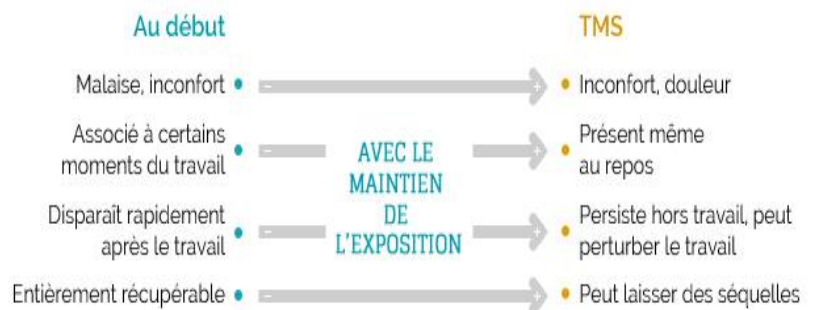 Au début
TMS
Malaise, inconfort
Inconfort, douleur
Associé à certains
moments du travail
Présent même
au repos
AVEC LE
MAINTIEN
DE
L'EXPOSITION
Disparaît rapidement
après le travail
Persiste hors travail, peut
perturber le travail
Entièrement récupérable
Peut laisser des séquelles